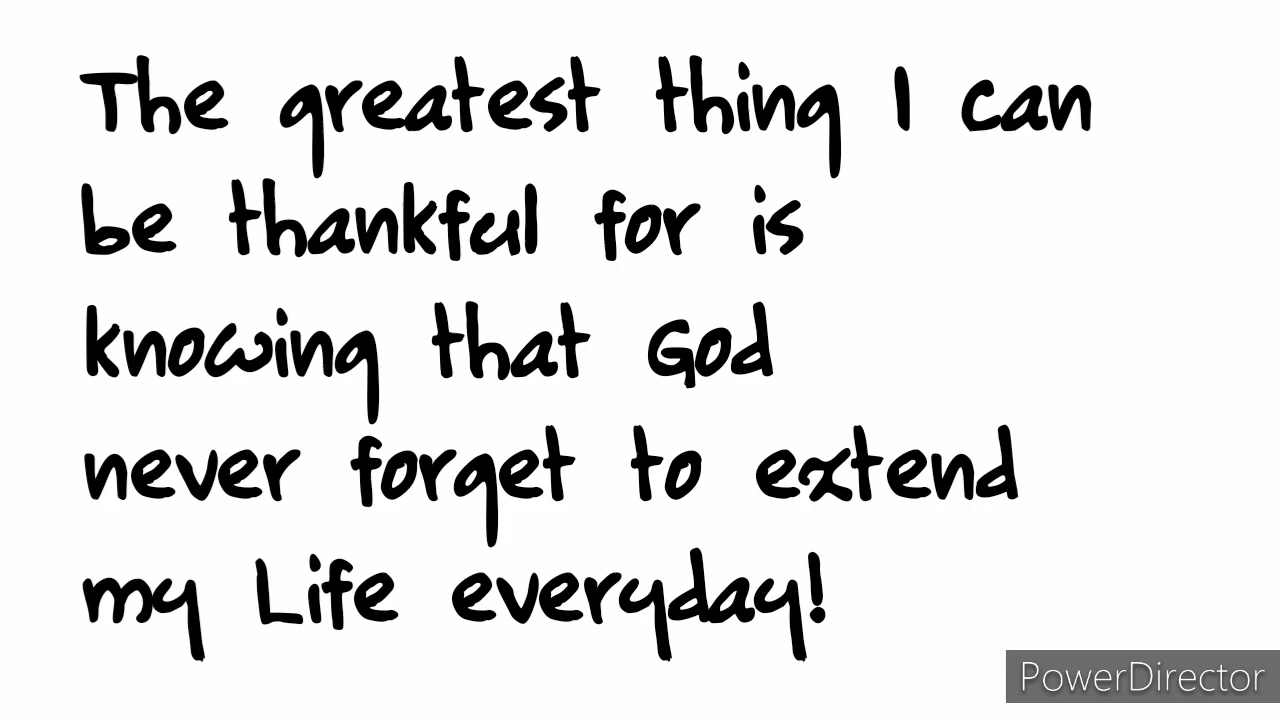 The greatest thing I can
be thankful for is
knowing that God
never forget to extend
my Life everyday!
PowerDirector